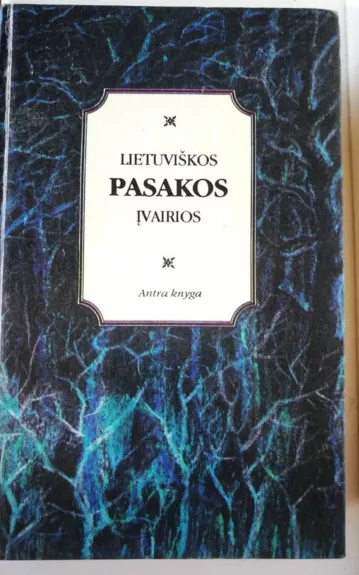 LIETUVIŠKOS
PASAKOS
ĮVAIRIOS
Antra knyga